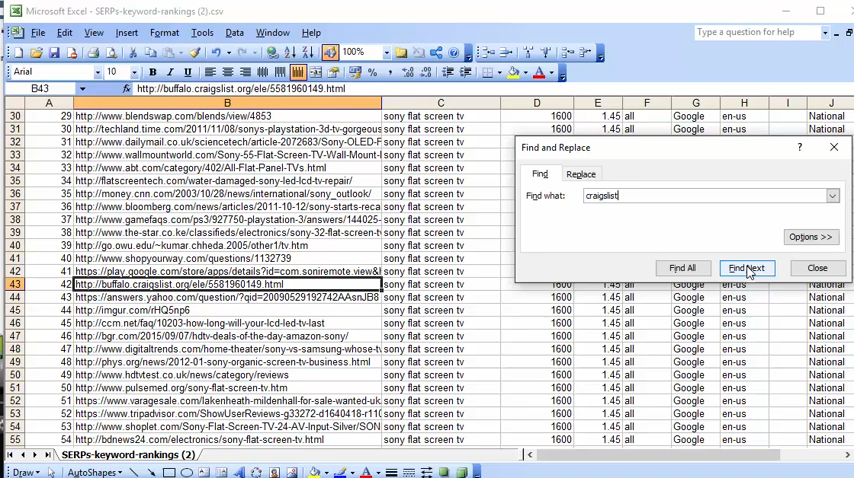 Microsoft Excel - SERPs-keyword-rankings (2).csv
File Edit View Insert Format Tools Data Window Help
Type a question for help
100%
Arial 10 B I U
B43 fx http://buffalo.craigslist.org/ele/5581960149.html
A B C D E F G H I J
30 29 http://www.blendswap.com/blends/view/4853 sony flat screen tv 1600 1.45 all Google en-us National
31 30 http://techland.time.com/2011/11/08/sonys-playstation-3d-tv-gorgeous sony flat screen tv 1600 1.45 all Google en-us National
32 31 http://www.dailymail.co.uk/sciencetech/article-2072683/Sony-OLED-F sony flat screen tv
33 32 http://www.wallmountworld.com/Sony-55-Flat-Screen-TV-Wall-Mount- sony flat screen tv
34 33 http://www.abt.com/category/402/All-Flat-Panel-TVs.html sony flat screen tv
35 34 http://flatscreentech.com/water-damaged-sony-led-lcd-tv-repair/ sony flat screen tv
36 35 http://money.cnn.com/2003/10/28/news/international/sony_outlook/ sony flat screen tv
37 36 http://www.bloomberg.com/news/articles/2011-10-12/sony-starts-recal sony flat screen tv
38 37 http://www.gamefaqs.com/ps3/927750-playstation-3/answers/144025- sony flat screen tv
39 38 http://www.the-star.co.ke/classifieds/electronics/sony-32-flat-screen-tv sony flat screen tv
40 39 http://go.owu.edu/~kumar.chheda.2005/other1/tv.htm sony flat screen tv
41 40 http://www.shopyourway.com/questions/1132739 sony flat screen tv
42 41 https://play.google.com/store/apps/details?id=com.soniremote.view&l sony flat screen tv
43 42 http://buffalo.craigslist.org/ele/5581960149.html sony flat screen tv 1600 1.45 all Google en-us National
44 43 https://answers.yahoo.com/question/?qid=20090529192742AAsnJB8 sony flat screen tv 1600 1.45 all Google en-us National
45 44 http://imgur.com/rHQ5np6 sony flat screen tv 1600 1.45 all Google en-us National
46 45 http://ccm.net/faq/10203-how-long-will-your-lcd-led-tv-last sony flat screen tv 1600 1.45 all Google en-us National
47 46 http://bgr.com/2015/09/07/hdtv-deals-of-the-day-amazon-sony/ sony flat screen tv 1600 1.45 all Google en-us National
48 47 http://www.digitaltrends.com/home-theater/sony-vs-samsung-whose-tv sony flat screen tv 1600 1.45 all Google en-us National
49 48 http://phys.org/news/2012-01-sony-organic-screen-tv-business.html sony flat screen tv 1600 1.45 all Google en-us National
50 49 http://www.hdtvtest.co.uk/news/category/reviews sony flat screen tv 1600 1.45 all Google en-us National
51 50 http://www.pulsemed.org/sony-flat-screen-tv.htm sony flat screen tv 1600 1.45 all Google en-us National
52 51 https://www.varagesale.com/lakenheath-mildenhall-for-sale-wanted-uk sony flat screen tv 1600 1.45 all Google en-us National
53 52 https://www.tripadvisor.com/ShowUserReviews-g31633-d1640418-r110 sony flat screen tv 1600 1.45 all Google en-us National
54 53 http://www.shoplet.com/Sony-24-AV-Input-Silver/SON sony flat screen tv 1600 1.45 all Google en-us National
55 54 http://bdnews24.com/electronics/sony-flat-screen-tv.html sony flat screen tv 1600 1.45 all Google en-us National
Find and Replace
Find Replace
Find what: craigslist
Options >>
Find All Find Next Close
SERPs-keyword-rankings (2)
Draw AutoShapes